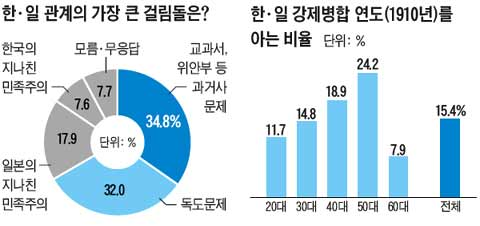 한·일 관계의 가장 큰 걸림돌은?
한국의
지나친
민족주의
모름·무응답
교과서,
위안부 등
과거사
문제
7.6
7.7
34.8%
17.9
단위: %
32.0
일본의
지나친
민족주의
독도문제
한·일 강제병합 연도(1910년)를
아는 비율 단위: %
11.7
14.8
18.9
24.2
7.9
15.4%
20대 30대 40대 50대 60대 전체